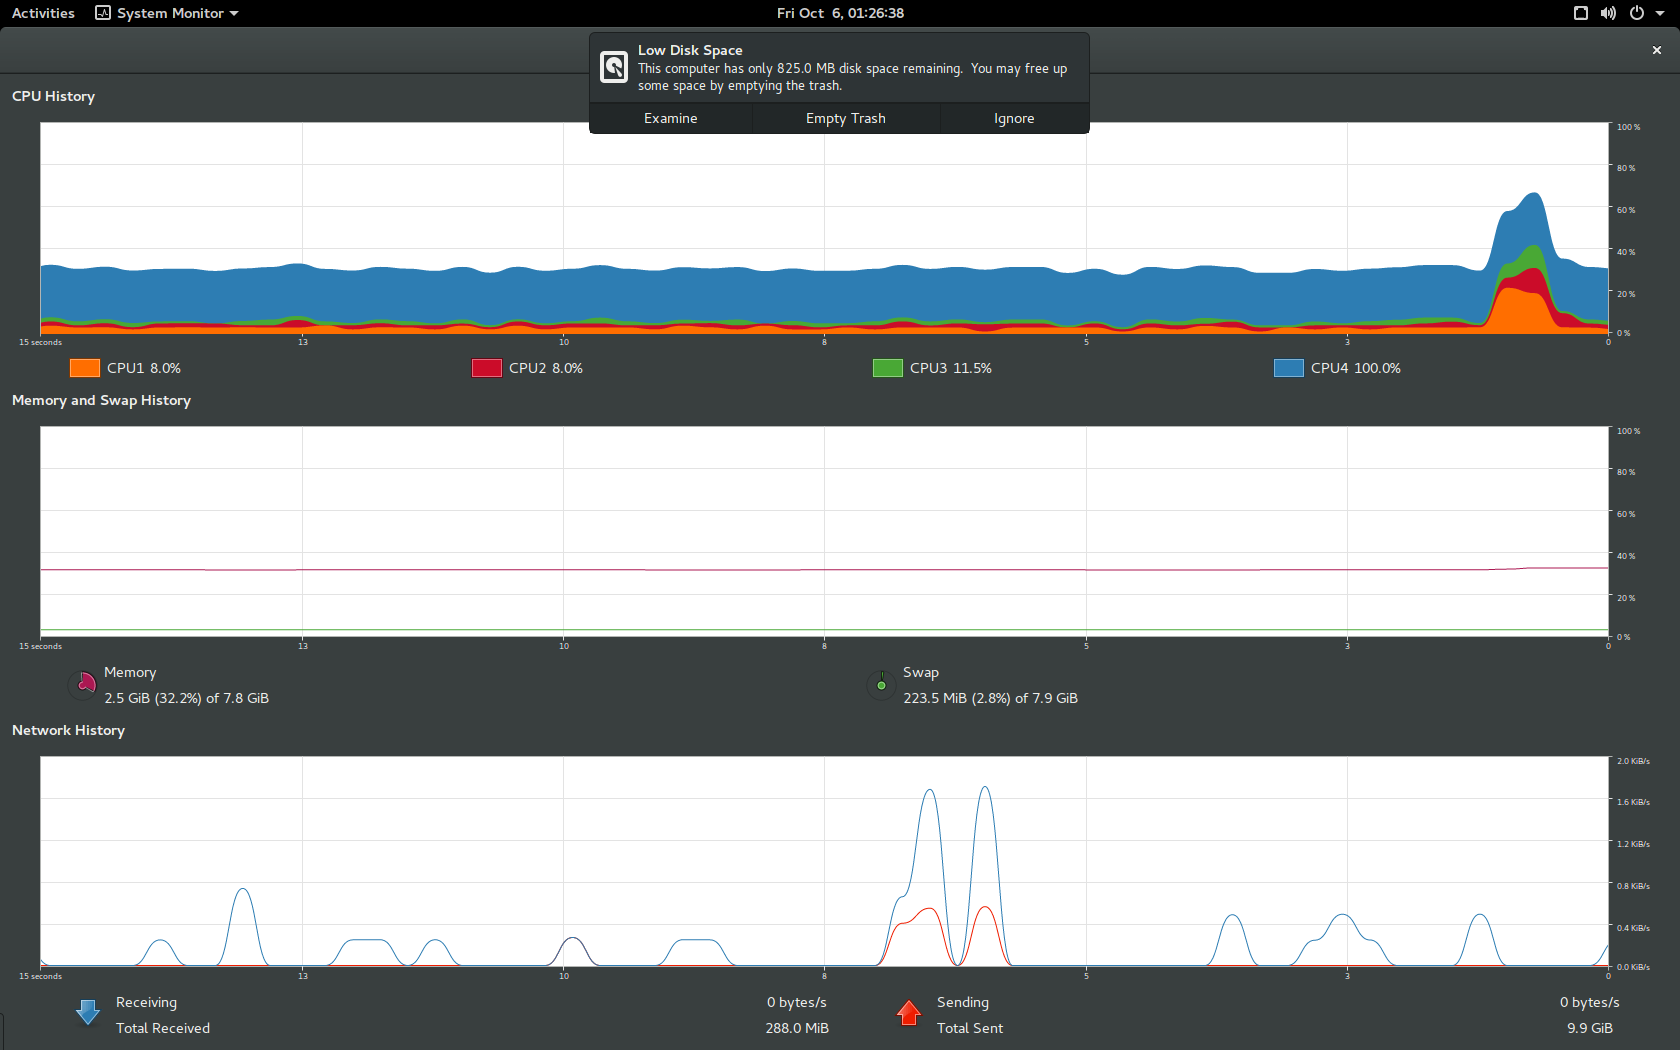 Activities
System Monitor
Fri Oct 6, 01:26:38
Low Disk Space
This computer has only 825.0 MB disk space remaining. You may free up
some space by emptying the trash.
Examine
Empty Trash
Ignore
CPU History
100 %
80 %
60 %
40 %
20 %
0 %
15 seconds 13 10 8 5 3 0
CPU1 8.0%
CPU2 8.0%
CPU3 11.5%
CPU4 100.0%
Memory and Swap History
100 %
80 %
60 %
40 %
20 %
0 %
15 seconds 13 10 8 5 3 0
Memory
2.5 GiB (32.2%) of 7.8 GiB
Swap
223.5 MiB (2.8%) of 7.9 GiB
Network History
2.0 KiB/s
1.6 KiB/s
1.2 KiB/s
0.8 KiB/s
0.4 KiB/s
0.0 KiB/s
15 seconds 13 10 8 5 3 0
Receiving 0 bytes/s
Total Received 288.0 MiB
Sending 0 bytes/s
Total Sent 9.9 GiB